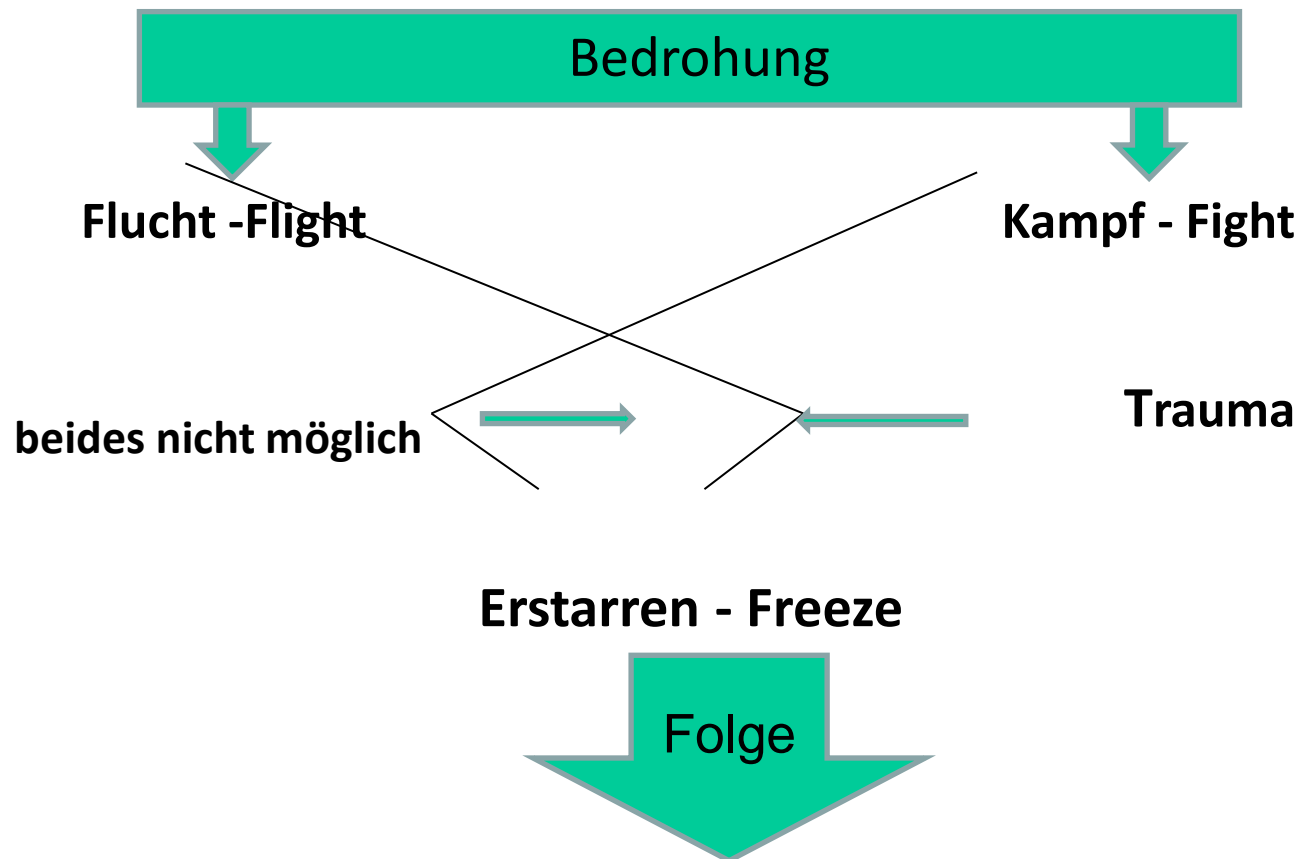 Bedrohung
Flucht -Flight
Kampf - Fight
beides nicht möglich
Trauma
Erstarren - Freeze
Folge